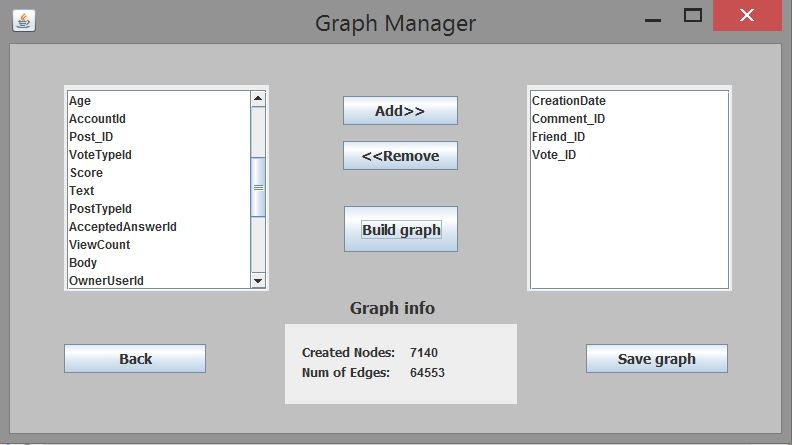 Graph Manager
Age
AccountId
Post_ID
VoteTypeId
Score
Text
PostTypeId
AcceptedAnswerId
ViewCount
Body
OwnerUserId
Add>>
<<Remove
Build graph
CreationDate
Comment_ID
Friend_ID
Vote_ID
Graph info
Created Nodes: 7140
Num of Edges: 64553
Back
Save graph